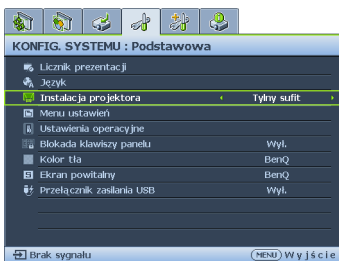 KONFIG. SYSTEMU : Podstawowa
Licznik prezentacji
Język
Instalacja projektora Tylny sufit
Menu ustawień
Ustawienia operacyjne
Blokada klawiszy panelu Wył.
Kolor tła BenQ
Ekran powitalny BenQ
Przełącznik zasilania USB Wył.
Brak sygnału MENU Wyjście